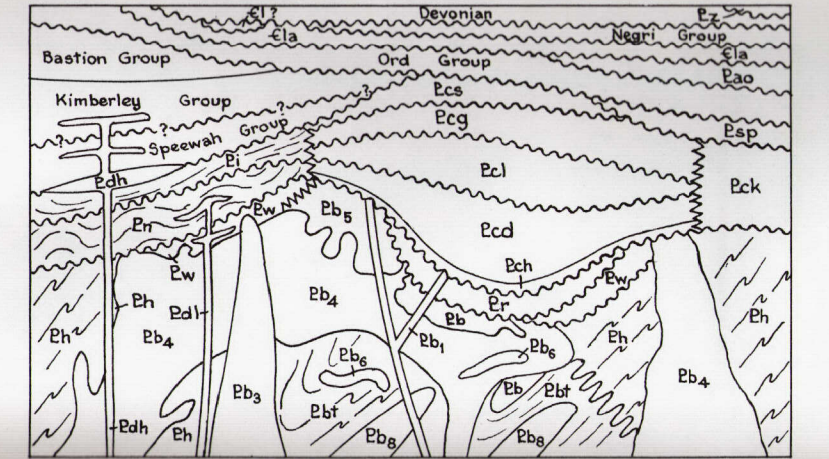 Є1? Devonian Pz
Єla Negri Group
Bastion Group Ord Group Єla
Pao
Kimberley Group ? Pcs
? Pcg
? ? Speewah Group Psp
Pi Pcl
Pdh Pck
Pn Pw Pb5 Pcd
Pw Pch Pw
Ph Pb4 Pr
Pdl Pb Ph
Ph Pb4 Pb1 Pb6 Ph
Pb6 Pb4
Pb3 Pbt Pb Pbt
Pdh Ph Pb8 Pb8